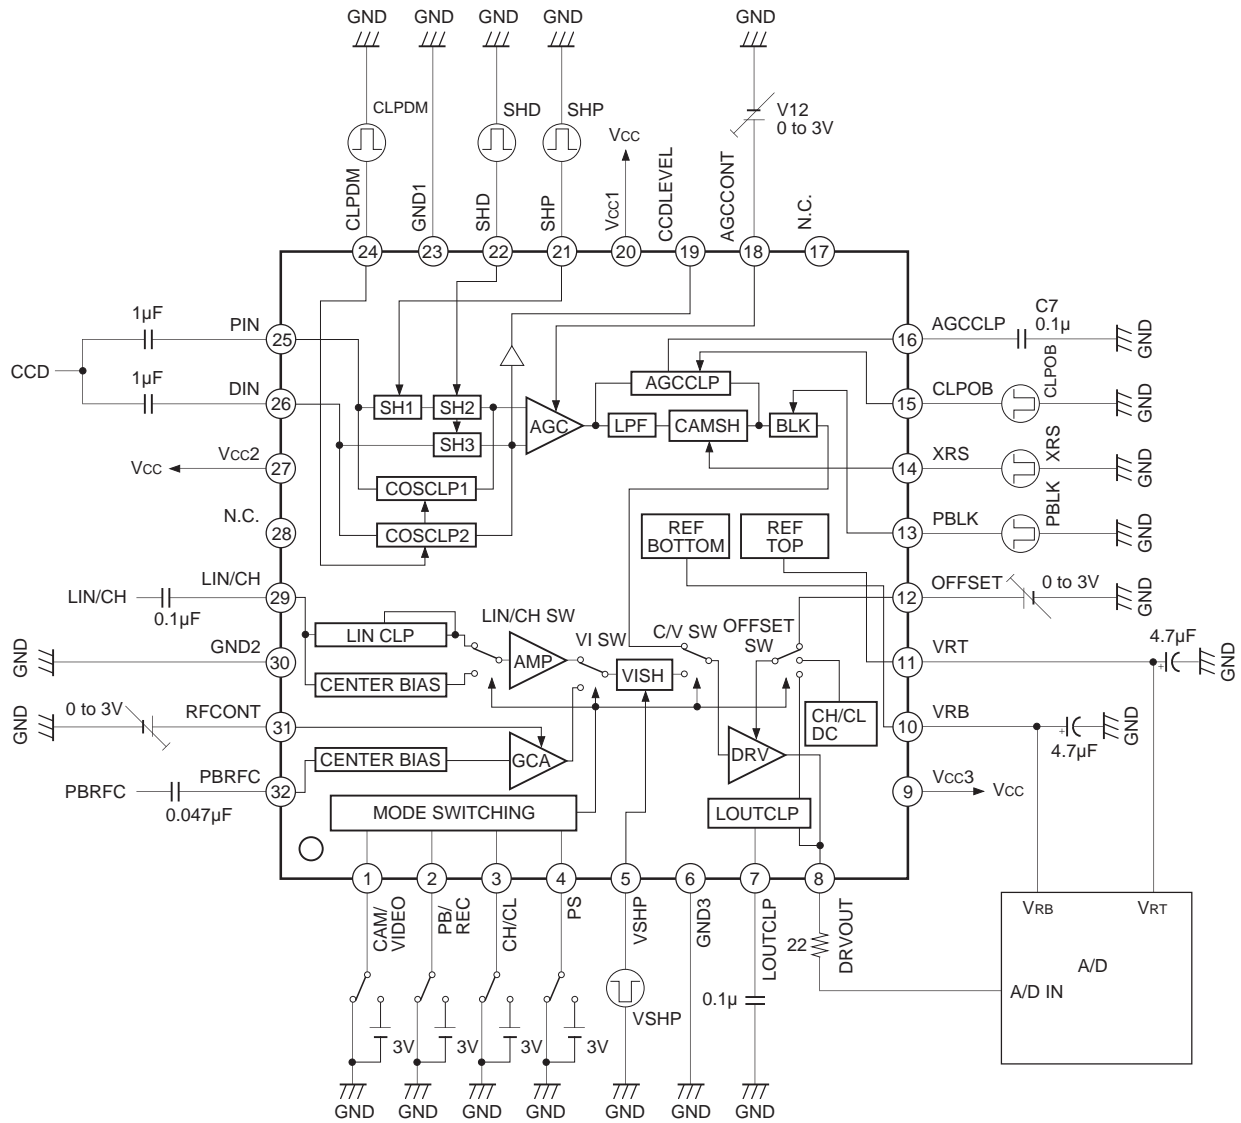 GND
GND
GND
GND
GND
CLPDM
SHD
SHP
V12
0 to 3V
VCC
CLPDM
GND1
SHD
SHP
VCC1
CCDLEVEL
AGCCONT
N.C.
24
23
22
21
20
19
18
17
CCD
1µF
PIN
25
1µF
DIN
26
VCC
VCC2
27
N.C.
28
LIN/CH
LIN/CH
0.1µF
29
GND
GND2
30
GND
0 to 3V
RFCONT
31
PBRFC
PBRFC
0.047µF
32
SH1
SH2
SH3
COSCLP1
COSCLP2
AGC
AGCCLP
LPF
CAMSH
BLK
REF
BOTTOM
REF
TOP
LIN CLP
CENTER BIAS
LIN/CH SW
AMP
VI SW
VISH
C/V SW
OFFSET
SW
CH/CL
DC
CENTER BIAS
GCA
DRV
MODE SWITCHING
LOUTCLP
16
AGCCLP
C7
0.1µ
GND
15
CLPOB
CLPOB
GND
14
XRS
XRS
GND
13
PBLK
PBLK
GND
12
OFFSET
0 to 3V
GND
11
VRT
4.7µF
+
GND
10
VRB
+
4.7µF
GND
9
VCC3
VCC
1
2
3
4
5
6
7
8
CAM/
VIDEO
PB/
REC
CH/CL
PS
VSHP
GND3
LOUTCLP
DRVOUT
22
3V
3V
3V
3V
VSHP
0.1µ
GND
GND
GND
GND
GND
GND
GND
VRB
VRT
A/D
A/D IN